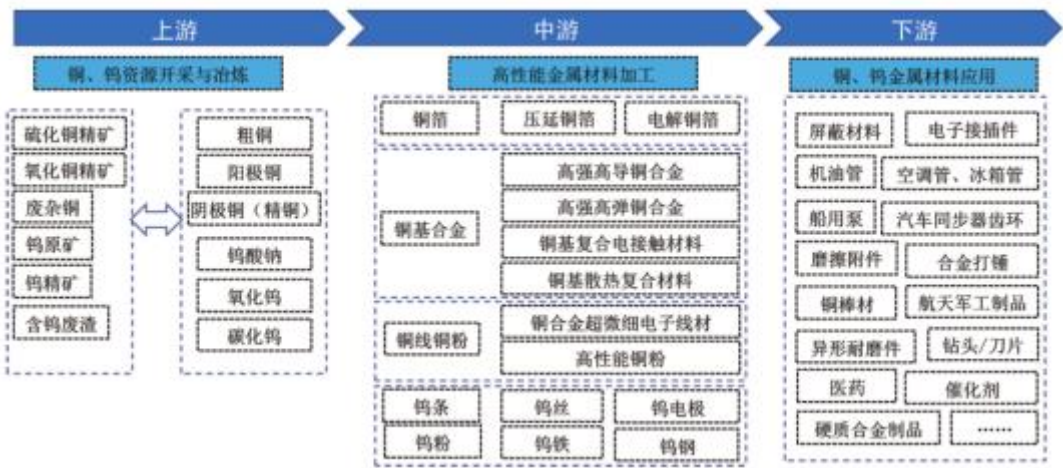 上游
中游
下游
铜、钨资源开采与冶炼
高性能金属材料加工
铜、钨金属材料应用
硫化铜精矿
氧化铜精矿
废杂铜
钨原矿
钨精矿
含钨废渣
粗铜
阳极铜
阴极铜（精铜）
钨酸钠
氧化钨
碳化钨
铜箔
压延铜箔
电解铜箔
铜基合金
高强高导铜合金
高强高弹铜合金
铜基复合电接触材料
铜基散热复合材料
铜线铜粉
铜合金超微细电子线材
高性能铜粉
钨条
钨丝
钨电极
钨粉
钨铁
钨钢
屏蔽材料
电子接插件
机油管
空调管、冰箱管
船用泵
汽车同步器齿环
磨擦附件
合金打锤
铜棒材
航天军工制品
异形耐磨件
钻头/刀片
医药
催化剂
硬质合金制品
……